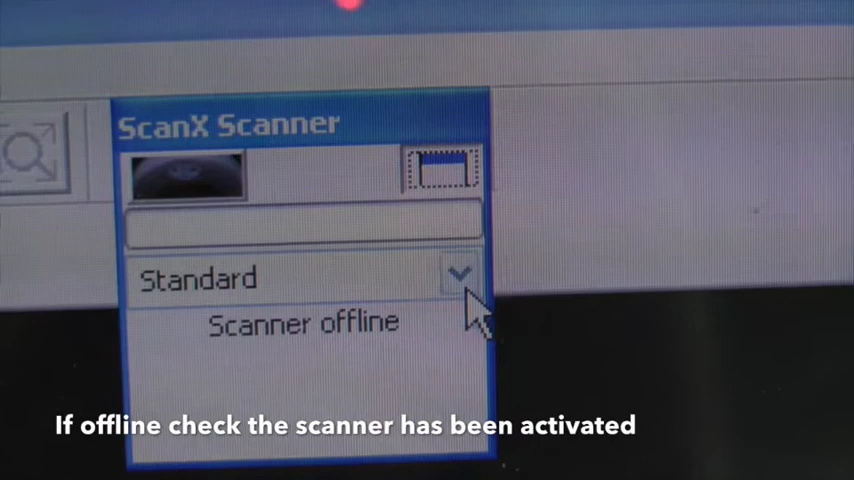 ScanX Scanner
Standard
Scanner offline
If offline check the scanner has been activated